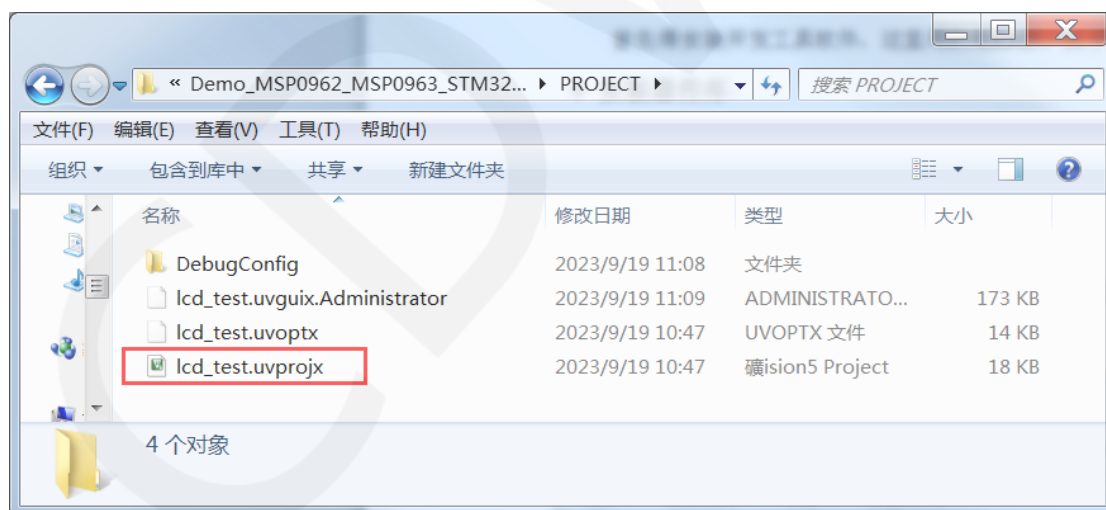 « Demo_MSP0962_MSP0963_STM32... ▸ PROJECT ▸ 搜索 PROJECT
文件(F) 编辑(E) 查看(V) 工具(T) 帮助(H)
组织 包含到库中 共享 新建文件夹
名称 修改日期 类型 大小
DebugConfig 2023/9/19 11:08 文件夹
lcd_test.uvguix.Administrator 2023/9/19 11:09 ADMINISTRATO... 173 KB
lcd_test.uvoptx 2023/9/19 10:47 UVOPTX 文件 14 KB
lcd_test.uvprojx 2023/9/19 10:47 礦ision5 Project 18 KB
4 个对象